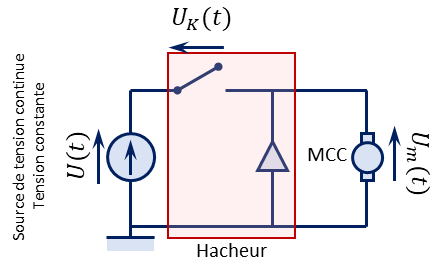 U_K(t)
Source de tension continue
Tension constante
U(t)
MCC
U_m(t)
Hacheur